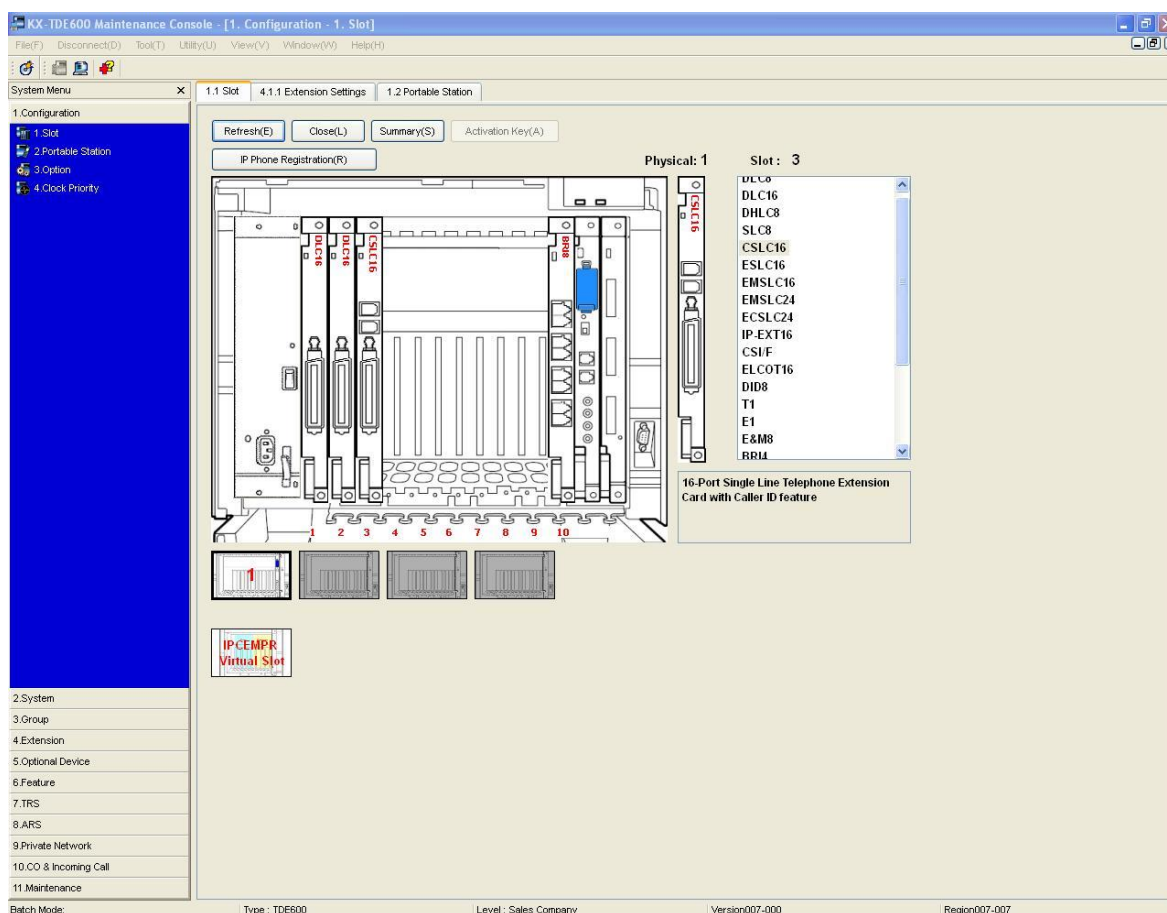 KX-TDE600 Maintenance Console - [1. Configuration - 1. Slot]
File(F) Disconnect(D) Tool(T) Utility(U) View(V) Window(W) Help(H)
System Menu X
1.Configuration
1.Slot
2.Portable Station
3.Option
4.Clock Priority
2.System
3.Group
4.Extension
5.Optional Device
6.Feature
7.TRS
8.ARS
9.Private Network
10.CO & Incoming Call
11.Maintenance
1.1 Slot 4.1.1 Extension Settings 1.2 Portable Station
Refresh(E) Close(L) Summary(S) Activation Key(A)
IP Phone Registration(R)
Physical: 1 Slot : 3
DLC16
DLC16
CSLC16
BRI8
1 2 3 4 5 6 7 8 9 10
CSLC16
DLC8
DLC16
DHLC8
SLC8
CSLC16
ESLC16
EMSLC16
EMSLC24
ECSLC24
IP-EXT16
CSI/F
ELCOT16
DID8
T1
E1
E&M8
BRI4
16-Port Single Line Telephone Extension
Card with Caller ID feature
1
IPCEMPR
Virtual Slot
Batch Mode: Type : TDE600 Level : Sales Company Version007-000 Region007-007